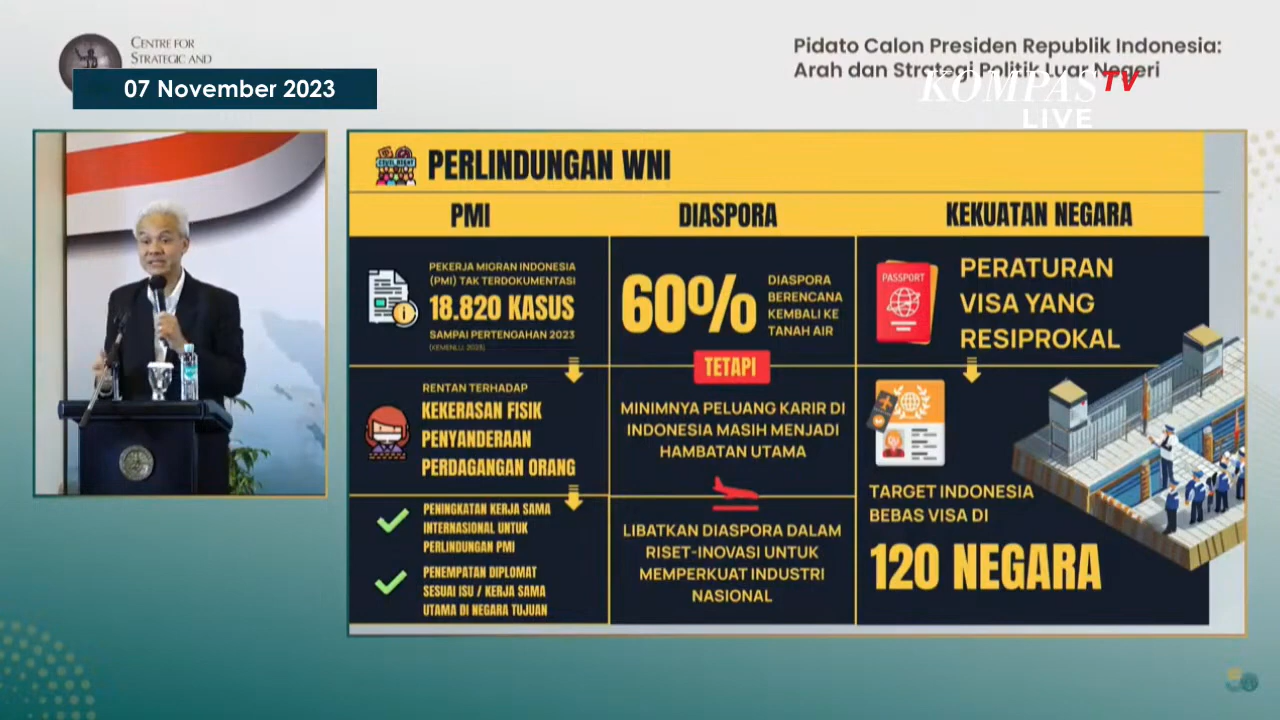 CENTRE FOR
STRATEGIC AND
07 November 2023
Pidato Calon Presiden Republik Indonesia:
Arah dan Strategi Politik Luar Negeri
KOMPAS TV
LIVE
CIVIL RIGHT
PERLINDUNGAN WNI
PMI
PEKERJA MIGRAN INDONESIA
(PMI) TAK TERDOKUMENTASI
18.820 KASUS
SAMPAI PERTENGAHAN 2023
(KEMENLU, 2023)
RENTAN TERHADAP
KEKERASAN FISIK
PENYANDERAAN
PERDAGANGAN ORANG
PENINGKATAN KERJA SAMA
INTERNASIONAL UNTUK
PERLINDUNGAN PMI
PENEMPATAN DIPLOMAT
SESUAI ISU / KERJA SAMA
UTAMA DI NEGARA TUJUAN
DIASPORA
60%
DIASPORA
BERENCANA
KEMBALI KE
TANAH AIR
TETAPI
MINIMNYA PELUANG KARIR DI
INDONESIA MASIH MENJADI
HAMBATAN UTAMA
LIBATKAN DIASPORA DALAM
RISET-INOVASI UNTUK
MEMPERKUAT INDUSTRI
NASIONAL
KEKUATAN NEGARA
PASSPORT
PERATURAN
VISA YANG
RESIPROKAL
TARGET INDONESIA
BEBAS VISA DI
120 NEGARA